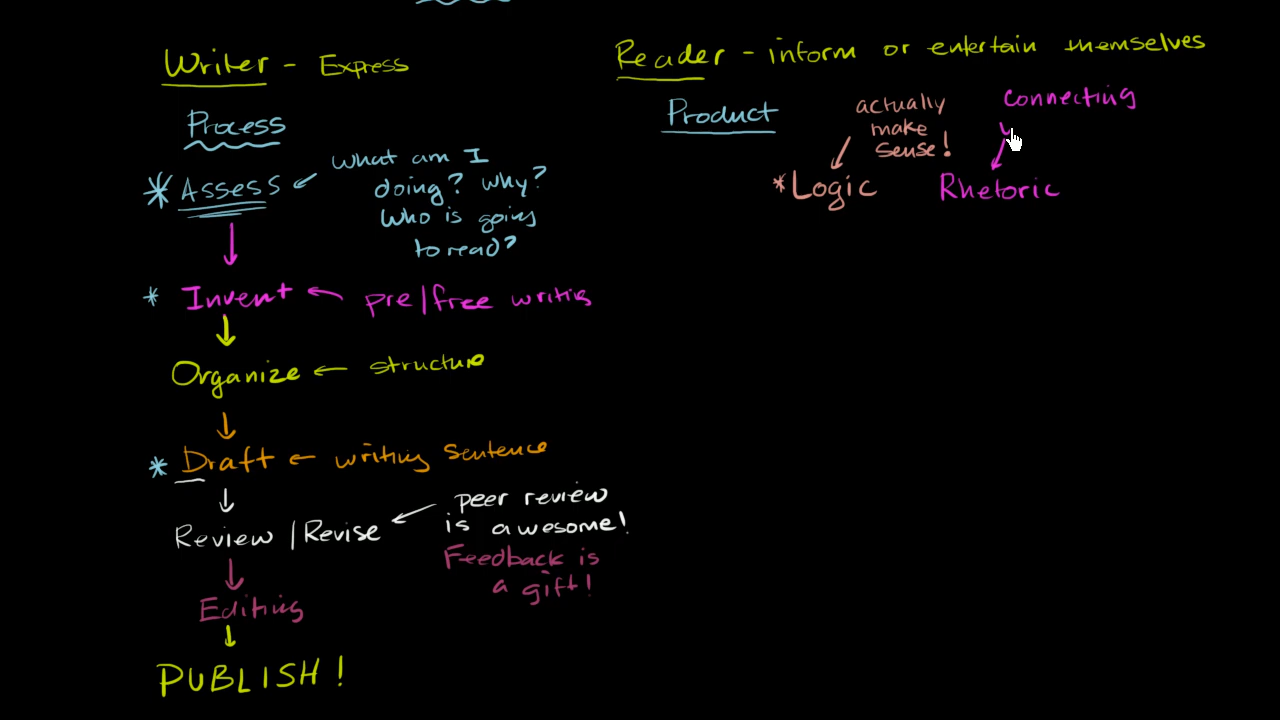 Writer - Express
Process
* Assess ← What am I
doing? Why?
Who is going
to read?
* Invent ← pre/free writing
Organize ← structure
* Draft ← writing sentence
Review / Revise ← peer review
is awesome!
Feedback is
a gift!
Editing
PUBLISH!
Reader - inform or entertain themselves
Product
actually
make
sense!
connecting
* Logic
Rhetoric